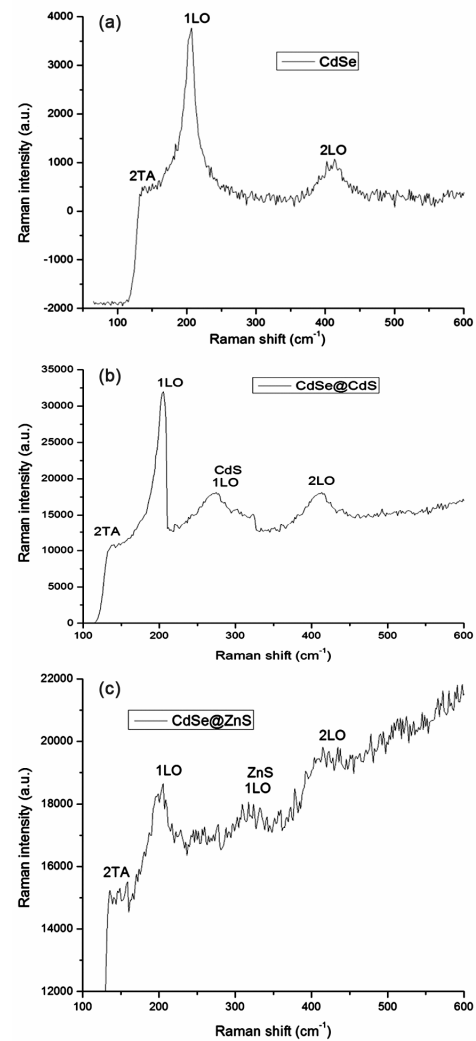 (a)
1LO
CdSe
2TA
2LO
4000
3000
2000
1000
0
-1000
-2000
Raman intensity (a.u.)
100 200 300 400 500 600
Raman shift (cm-1)
(b)
1LO
CdSe@CdS
CdS
1LO
2LO
2TA
35000
30000
25000
20000
15000
10000
5000
0
Raman intensity (a.u.)
100 200 300 400 500 600
Raman shift (cm-1)
(c)
CdSe@ZnS
2LO
1LO
ZnS
1LO
2TA
22000
20000
18000
16000
14000
12000
Raman intensity (a.u.)
100 200 300 400 500 600
Raman shift (cm-1)